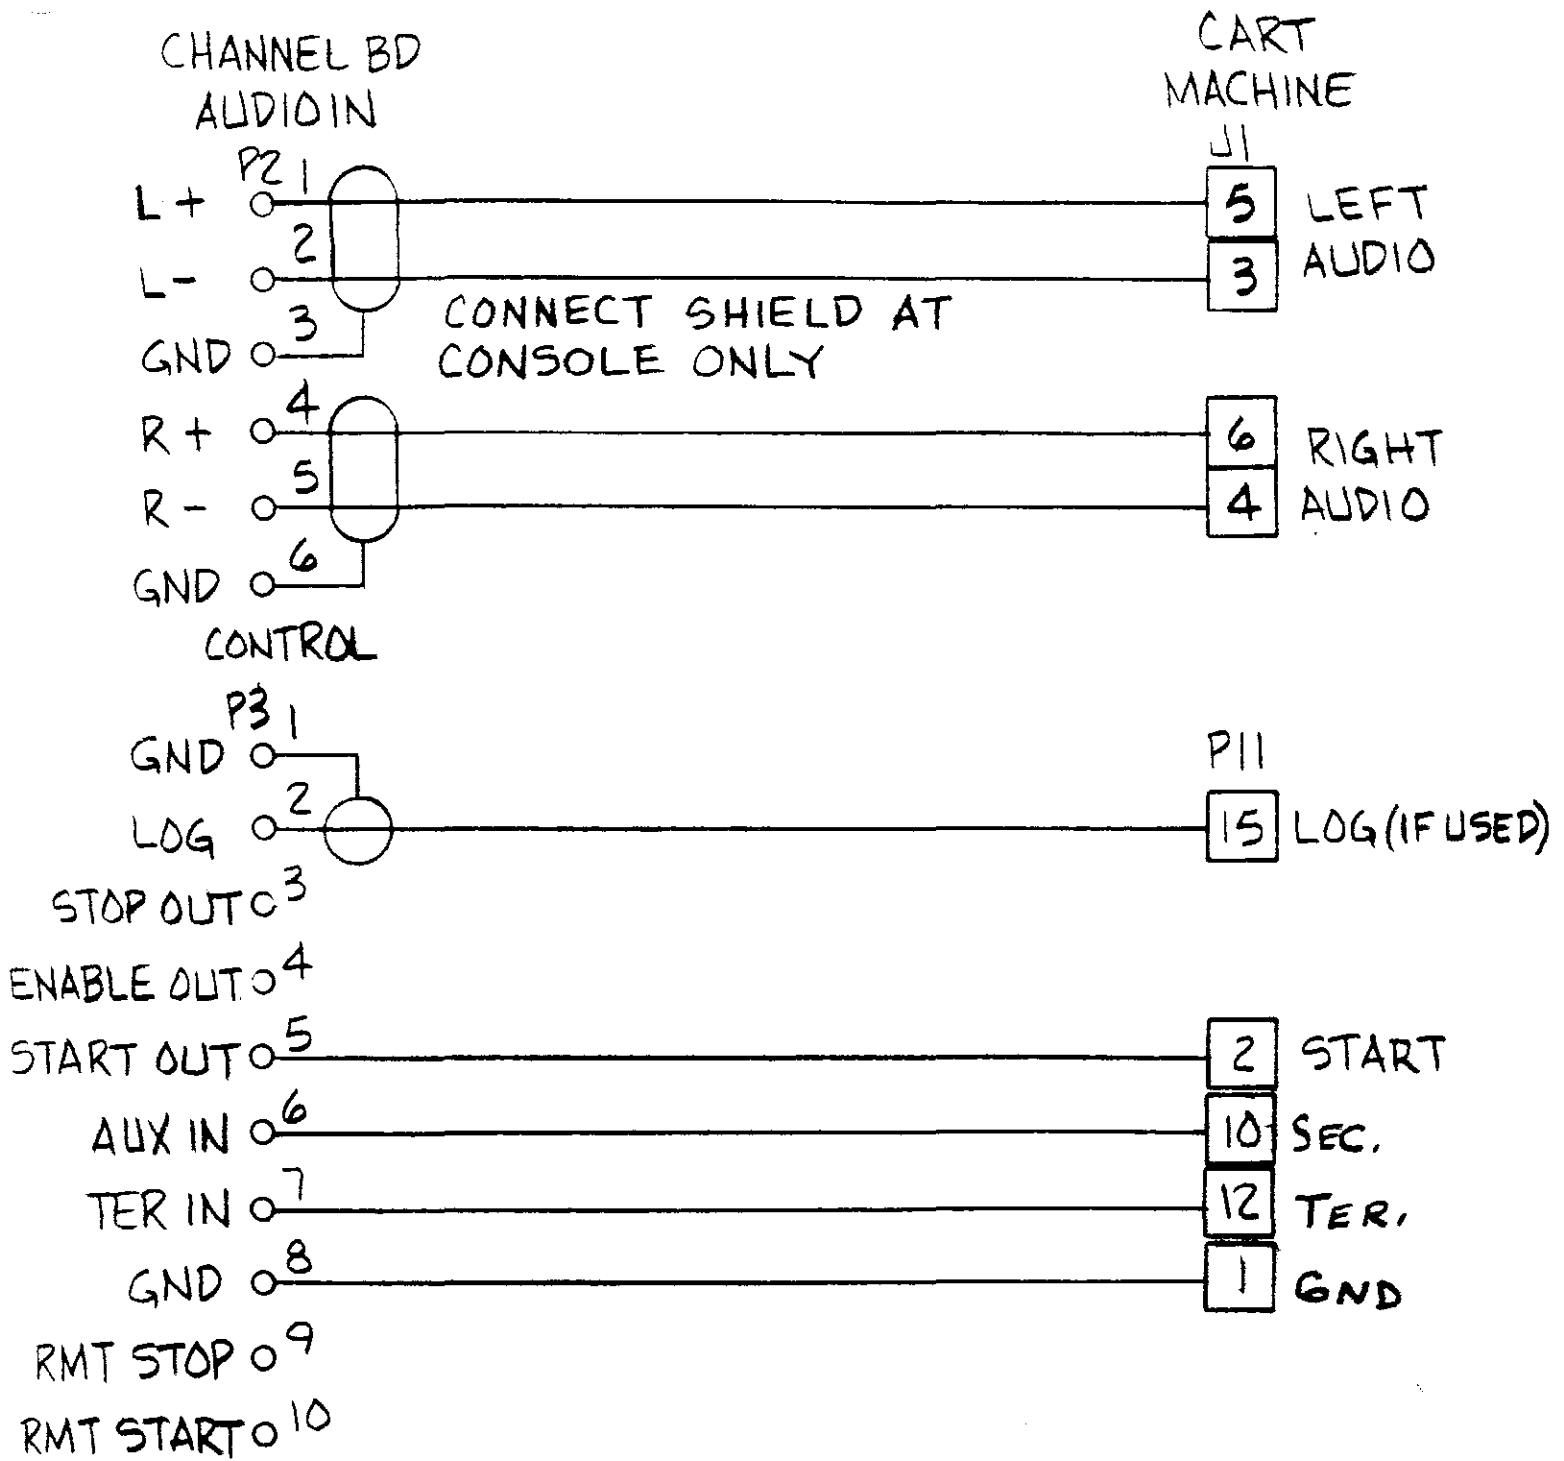 CHANNEL BD
AUDIO IN
CART
MACHINE
P2
J1
L + 1 5 LEFT
L - 2 3 AUDIO
GND 3
CONNECT SHIELD AT
CONSOLE ONLY
R + 4 6 RIGHT
R - 5 4 AUDIO
GND 6
CONTROL
P3
P11
GND 1
LOG 2 15 LOG (IF USED)
STOP OUT 3
ENABLE OUT 4
START OUT 5 2 START
AUX IN 6 10 SEC.
TER IN 7 12 TER.
GND 8 1 GND
RMT STOP 9
RMT START 10